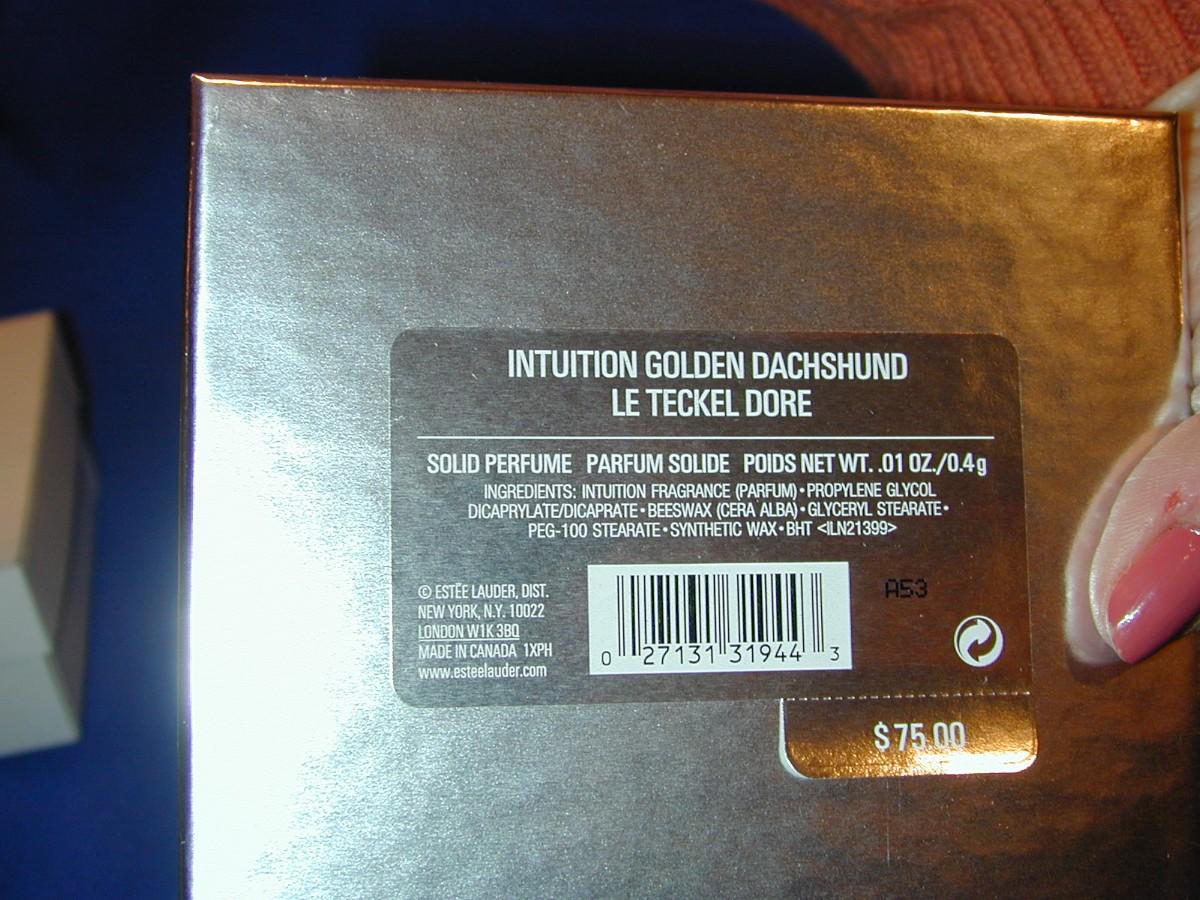 INTUITION GOLDEN DACHSHUND
LE TECKEL DORE
SOLID PERFUME PARFUM SOLIDE POIDS NET WT. .01 OZ./0.4g
INGREDIENTS: INTUITION FRAGRANCE (PARFUM)•PROPYLENE GLYCOL
DICAPRYLATE/DICAPRATE•BEESWAX (CERA ALBA)•GLYCERYL STEARATE•
PEG-100 STEARATE•SYNTHETIC WAX•BHT <ILN21399>
© ESTĒE LAUDER, DIST.
NEW YORK, N.Y. 10022
LONDON W1K 3BQ
MADE IN CANADA 1XPH
www.esteelauder.com
0 27131 31944 3
A53
$75.00